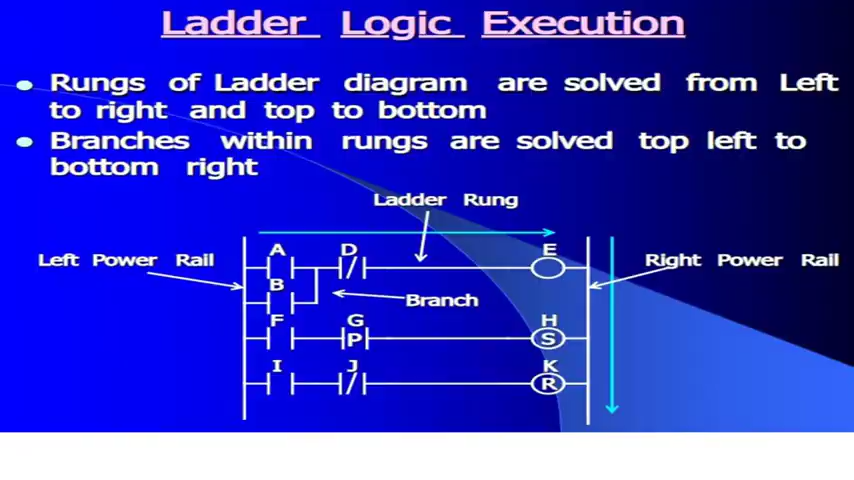 Ladder Logic Execution
Rungs of Ladder diagram are solved from Left
to right and top to bottom
Branches within rungs are solved top left to
bottom right
Ladder Rung
A D E
Left Power Rail
Right Power Rail
/
B
Branch
F G H
P S
I J K
/ R